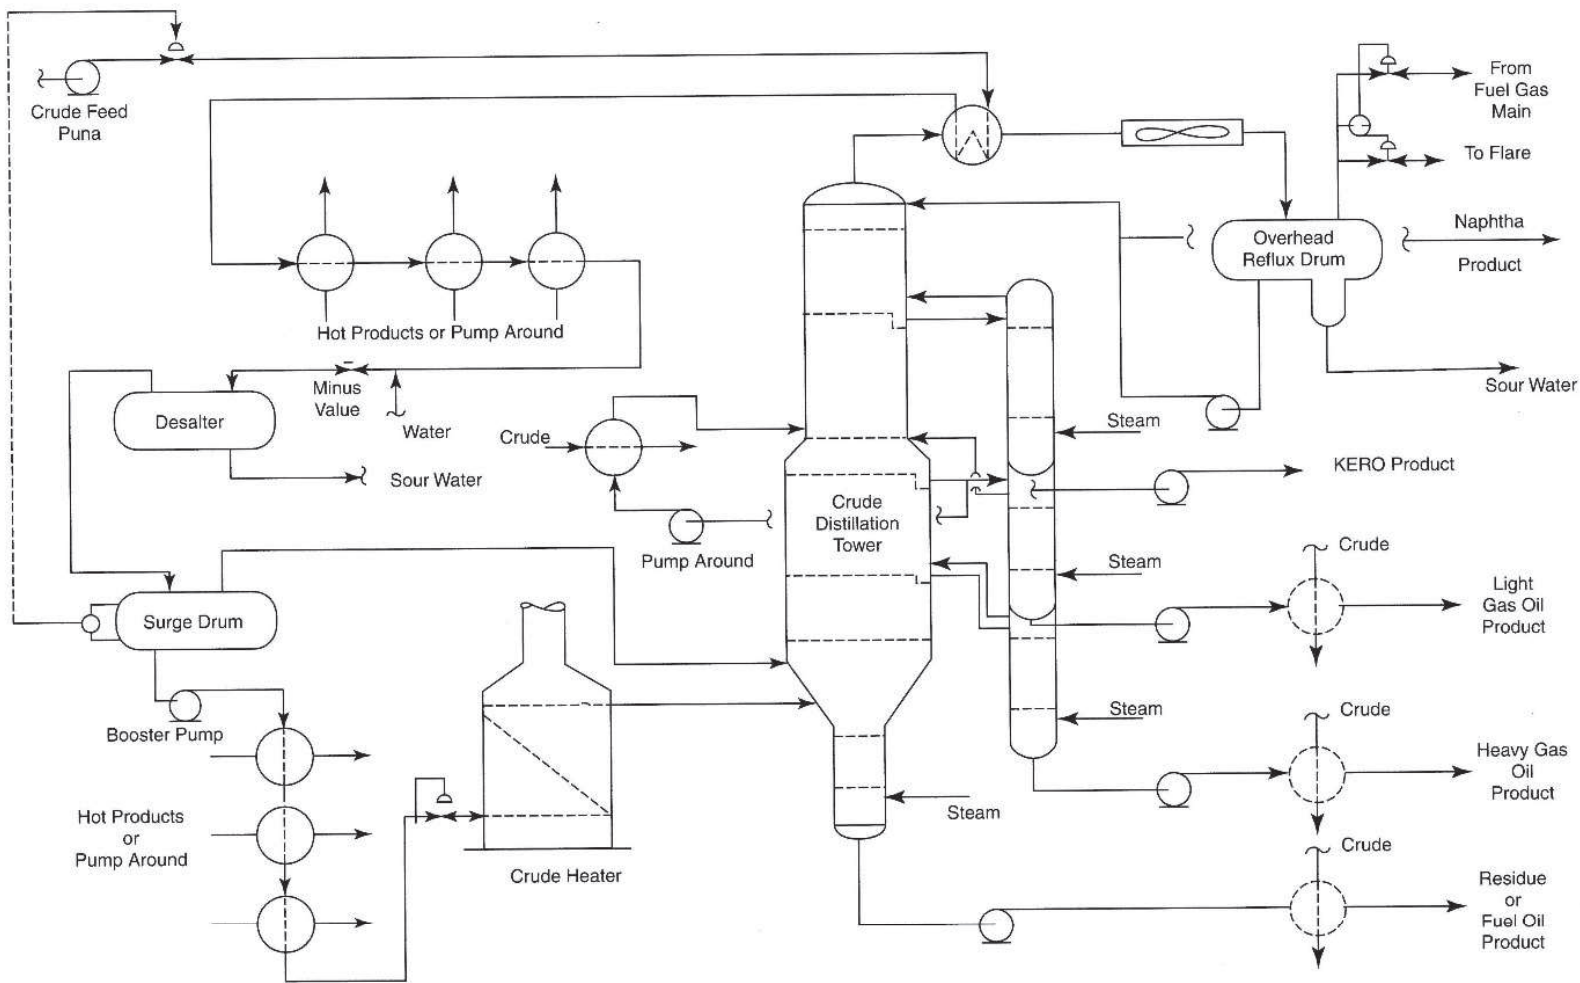 Crude Feed
Puna
From
Fuel Gas
Main
To Flare
Naphtha
Product
Overhead
Reflux Drum
Sour Water
Hot Products or Pump Around
Minus
Value
Water
Desalter
Sour Water
Crude
Pump Around
Crude
Distillation
Tower
Steam
KERO Product
Steam
Crude
Light
Gas Oil
Product
Surge Drum
Booster Pump
Steam
Crude
Heavy Gas
Oil
Product
Hot Products
or
Pump Around
Crude Heater
Steam
Crude
Residue
or
Fuel Oil
Product